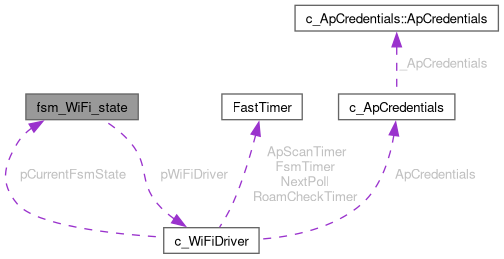 c_ApCredentials::ApCredentials
_ApCredentials
fsm_WiFi_state
FastTimer
c_ApCredentials
pCurrentFsmState
pWiFiDriver
ApScanTimer
FsmTimer
NextPoll
RoamCheckTimer
ApCredentials
c_WiFiDriver